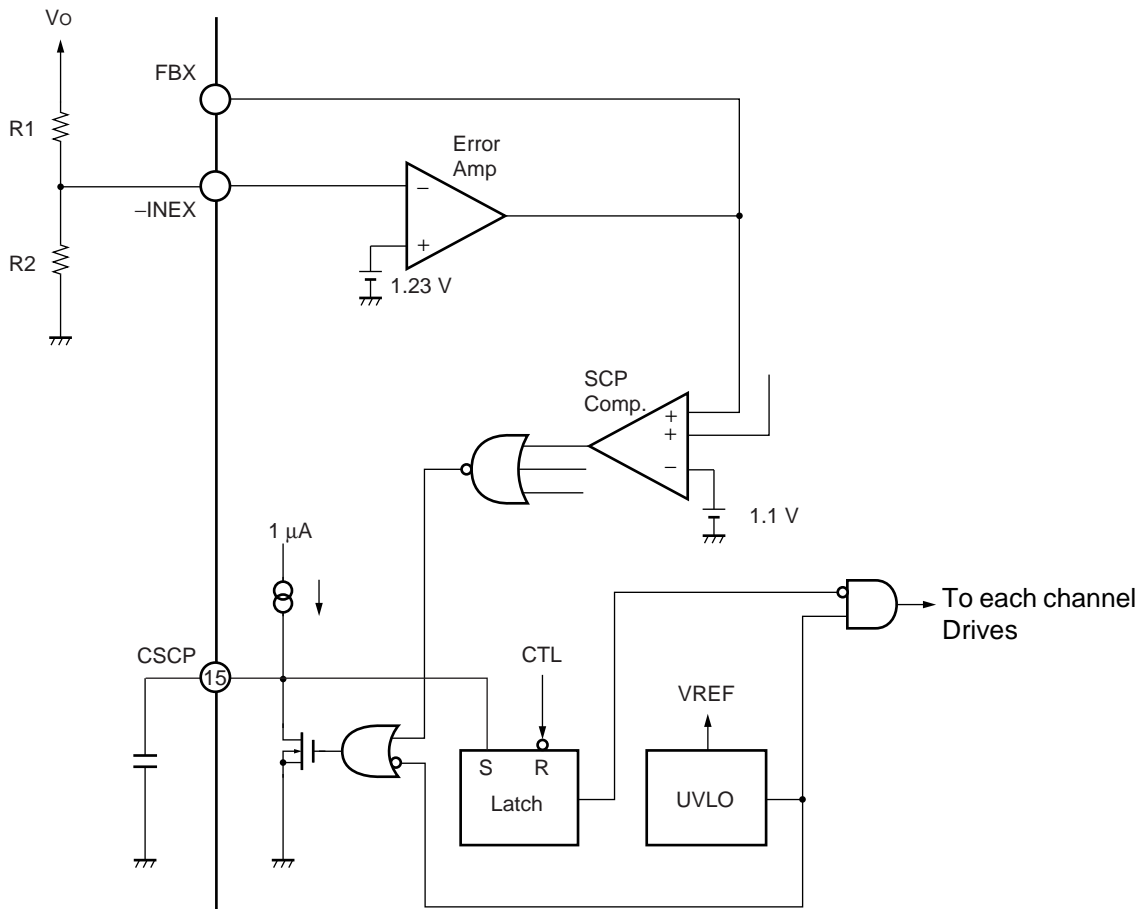 Vo
FBX
R1
Error
Amp
−
−INEX
+
R2
1.23 V
SCP
Comp.
+
+
−
1.1 V
1 μA
To each channel
Drives
CSCP
15
CTL
VREF
S
R
Latch
UVLO